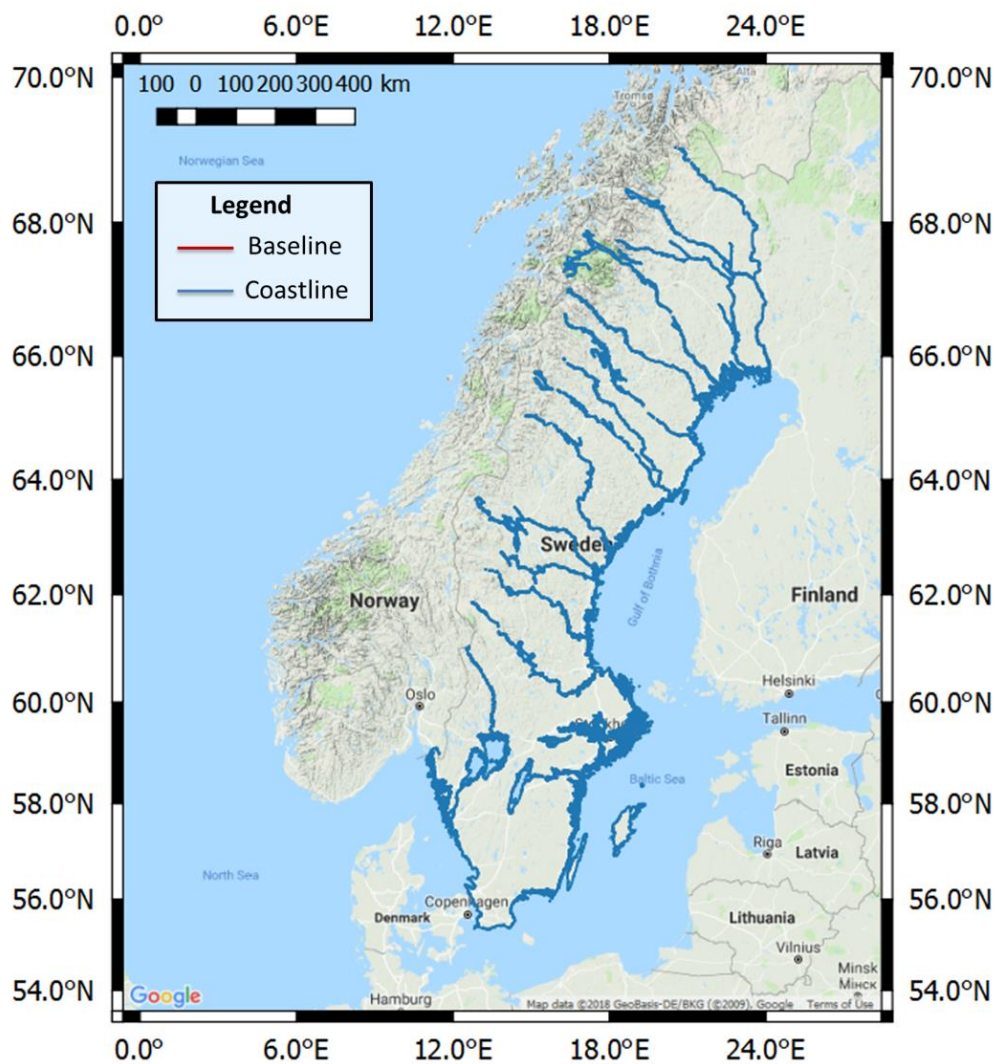 0.0° 6.0°E 12.0°E 18.0°E 24.0°E
70.0°N 70.0°N
100 0 100 200 300 400 km
Alta
Tromsø
Norwegian Sea
Legend
Baseline
Coastline
68.0°N 68.0°N
66.0°N 66.0°N
64.0°N 64.0°N
Sweden
Gulf of Bothnia
62.0°N 62.0°N
Norway
Finland
Helsinki
60.0°N 60.0°N
Oslo
Tallinn
Estonia
Baltic Sea
58.0°N 58.0°N
Riga
Latvia
North Sea
56.0°N 56.0°N
Copenhagen
Denmark
Lithuania
Vilnius
Minsk
Мінск
54.0°N 54.0°N
Google
Hamburg
Map data ©2018 GeoBasis-DE/BKG (©2009), Google Terms of Use
0.0° 6.0°E 12.0°E 18.0°E 24.0°E